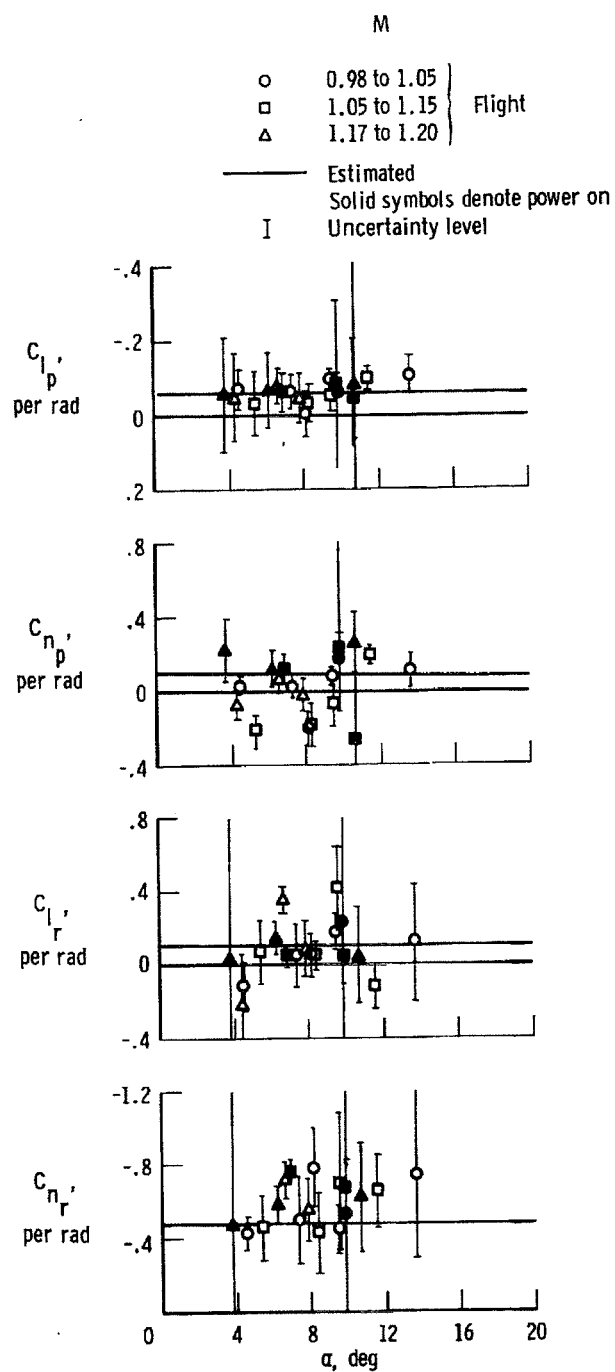 M
0.98 to 1.05
1.05 to 1.15 Flight
1.17 to 1.20
Estimated
Solid symbols denote power on
Uncertainty level
-.4
-.2
0
.2
C_l_p,
per rad
.8
.4
0
-.4
C_n_p,
per rad
.8
.4
0
-.4
C_l_r,
per rad
-1.2
-.8
-.4
0
C_n_r,
per rad
4
8
12
16
20
α, deg